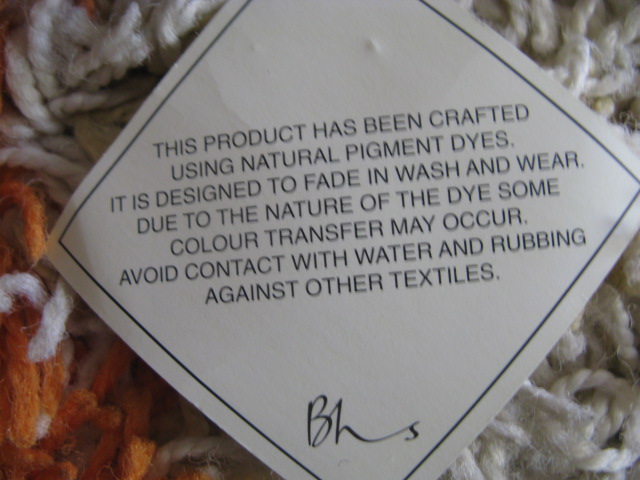 THIS PRODUCT HAS BEEN CRAFTED
USING NATURAL PIGMENT DYES.
IT IS DESIGNED TO FADE IN WASH AND WEAR.
DUE TO THE NATURE OF THE DYE SOME
COLOUR TRANSFER MAY OCCUR.
AVOID CONTACT WITH WATER AND RUBBING
AGAINST OTHER TEXTILES.
Bhs